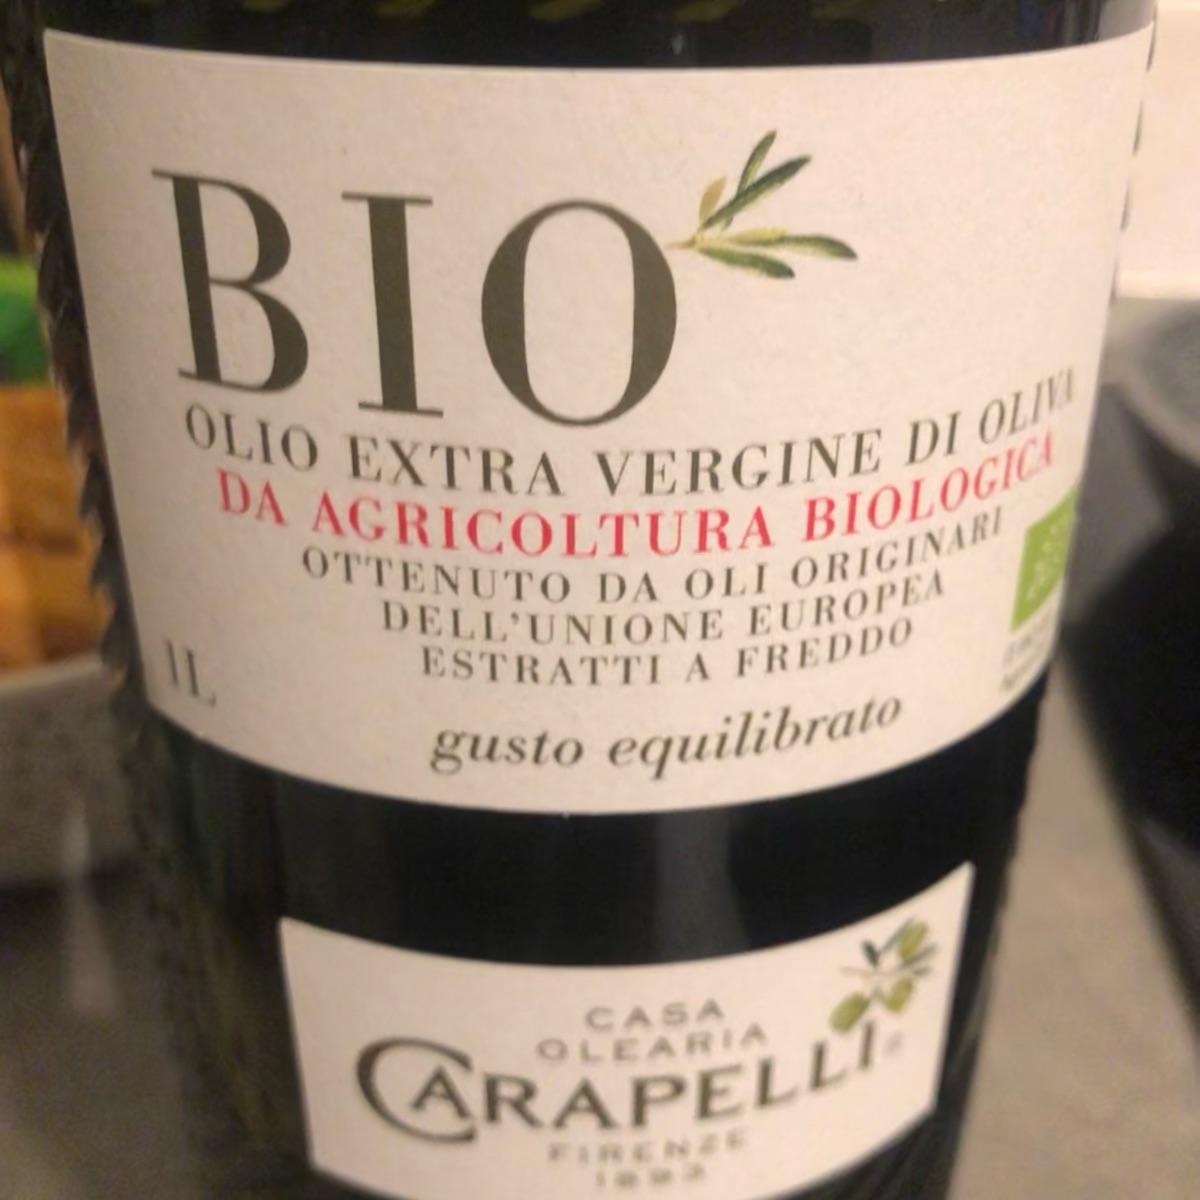 BIO
OLIO EXTRA VERGINE DI OLIVA
DA AGRICOLTURA BIOLOGICA
OTTENUTO DA OLI ORIGINARI
DELL'UNIONE EUROPEA
ESTRATTI A FREDDO
1L
gusto equilibrato
CASA
OLEARIA
CARAPELLI
FIRENZE
1893